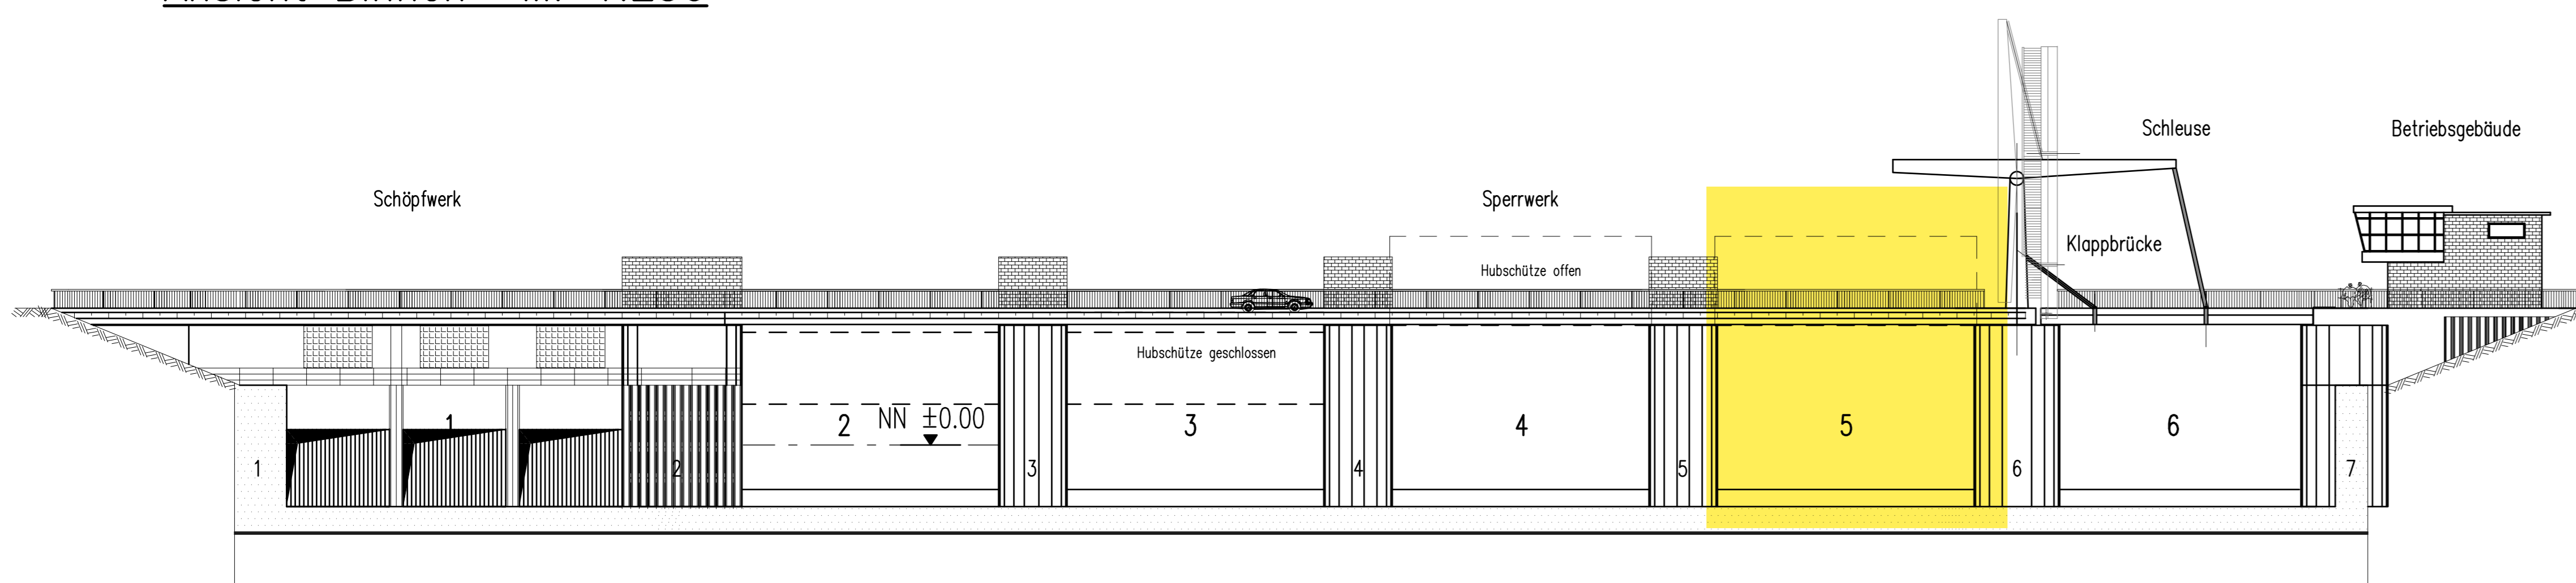 Schleuse
Betriebsgebäude
Schöpfwerk
Sperrwerk
Klappbrücke
Hubschütze offen
Hubschütze geschlossen
1
2
NN ±0.00
3
4
5
6
1
2
3
4
5
6
7